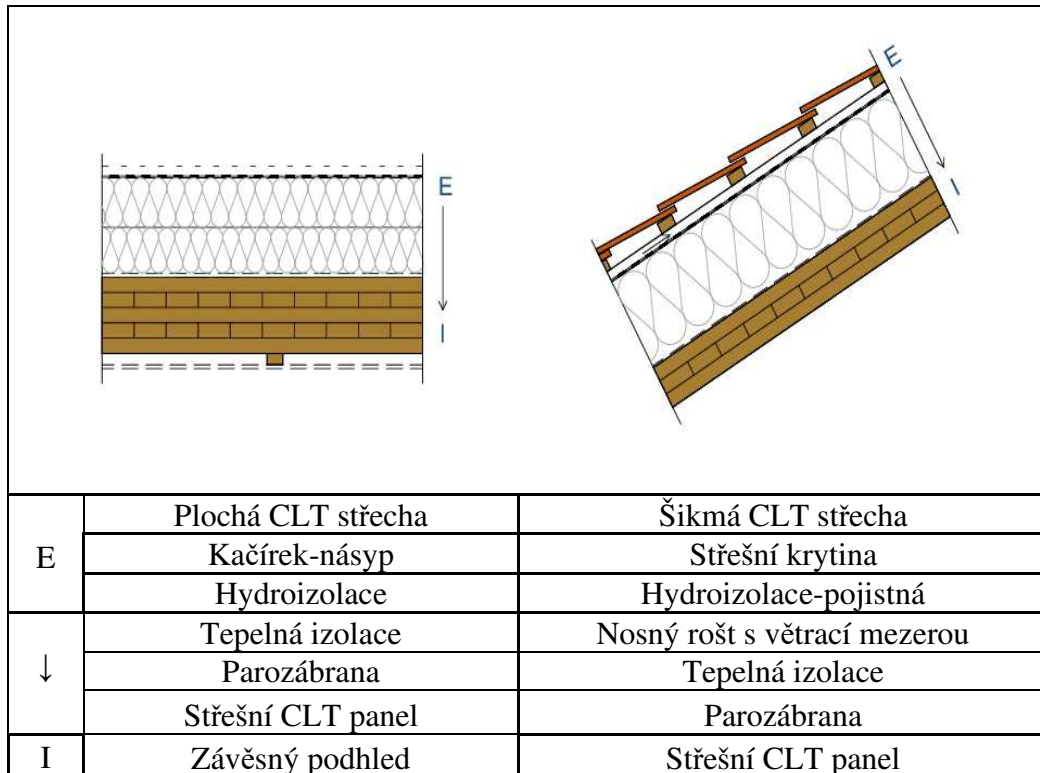 E
I
E
I
E
Plochá CLT střecha Šikmá CLT střecha
Kačírek-násyp Střešní krytina
Hydroizolace Hydroizolace-pojistná
↓
Tepelná izolace Nosný rošt s větrací mezerou
Parozábrana Tepelná izolace
Střešní CLT panel Parozábrana
I Závěsný podhled Střešní CLT panel